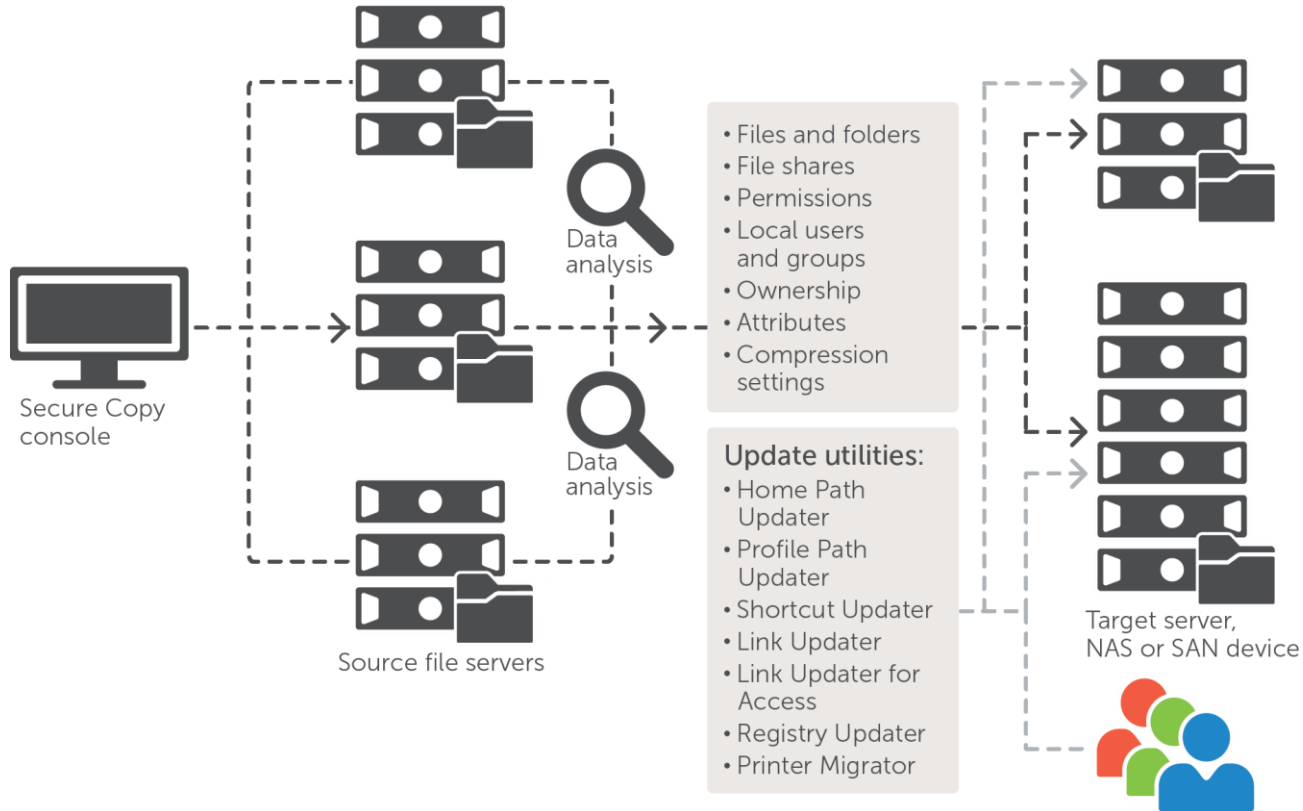 Secure Copy
console
Source file servers
Data
analysis
Data
analysis
• Files and folders
• File shares
• Permissions
• Local users
and groups
• Ownership
• Attributes
• Compression
settings
Update utilities:
• Home Path
Updater
• Profile Path
Updater
• Shortcut Updater
• Link Updater
• Link Updater for
Access
• Registry Updater
• Printer Migrator
Target server,
NAS or SAN device